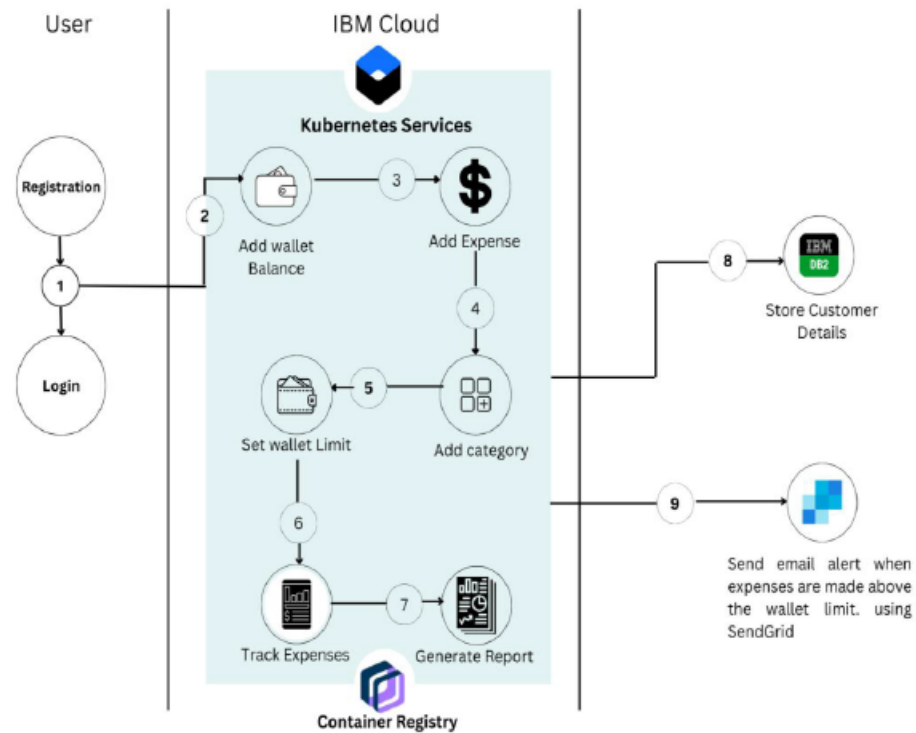 User
IBM Cloud
Kubernetes Services
Registration
1
Login
2
Add wallet
Balance
3
Add Expense
4
Add category
5
Set wallet Limit
6
Track Expenses
7
Generate Report
Container Registry
8
IBM
DB2
Store Customer
Details
9
Send email alert when
expenses are made above
the wallet limit. using
SendGrid